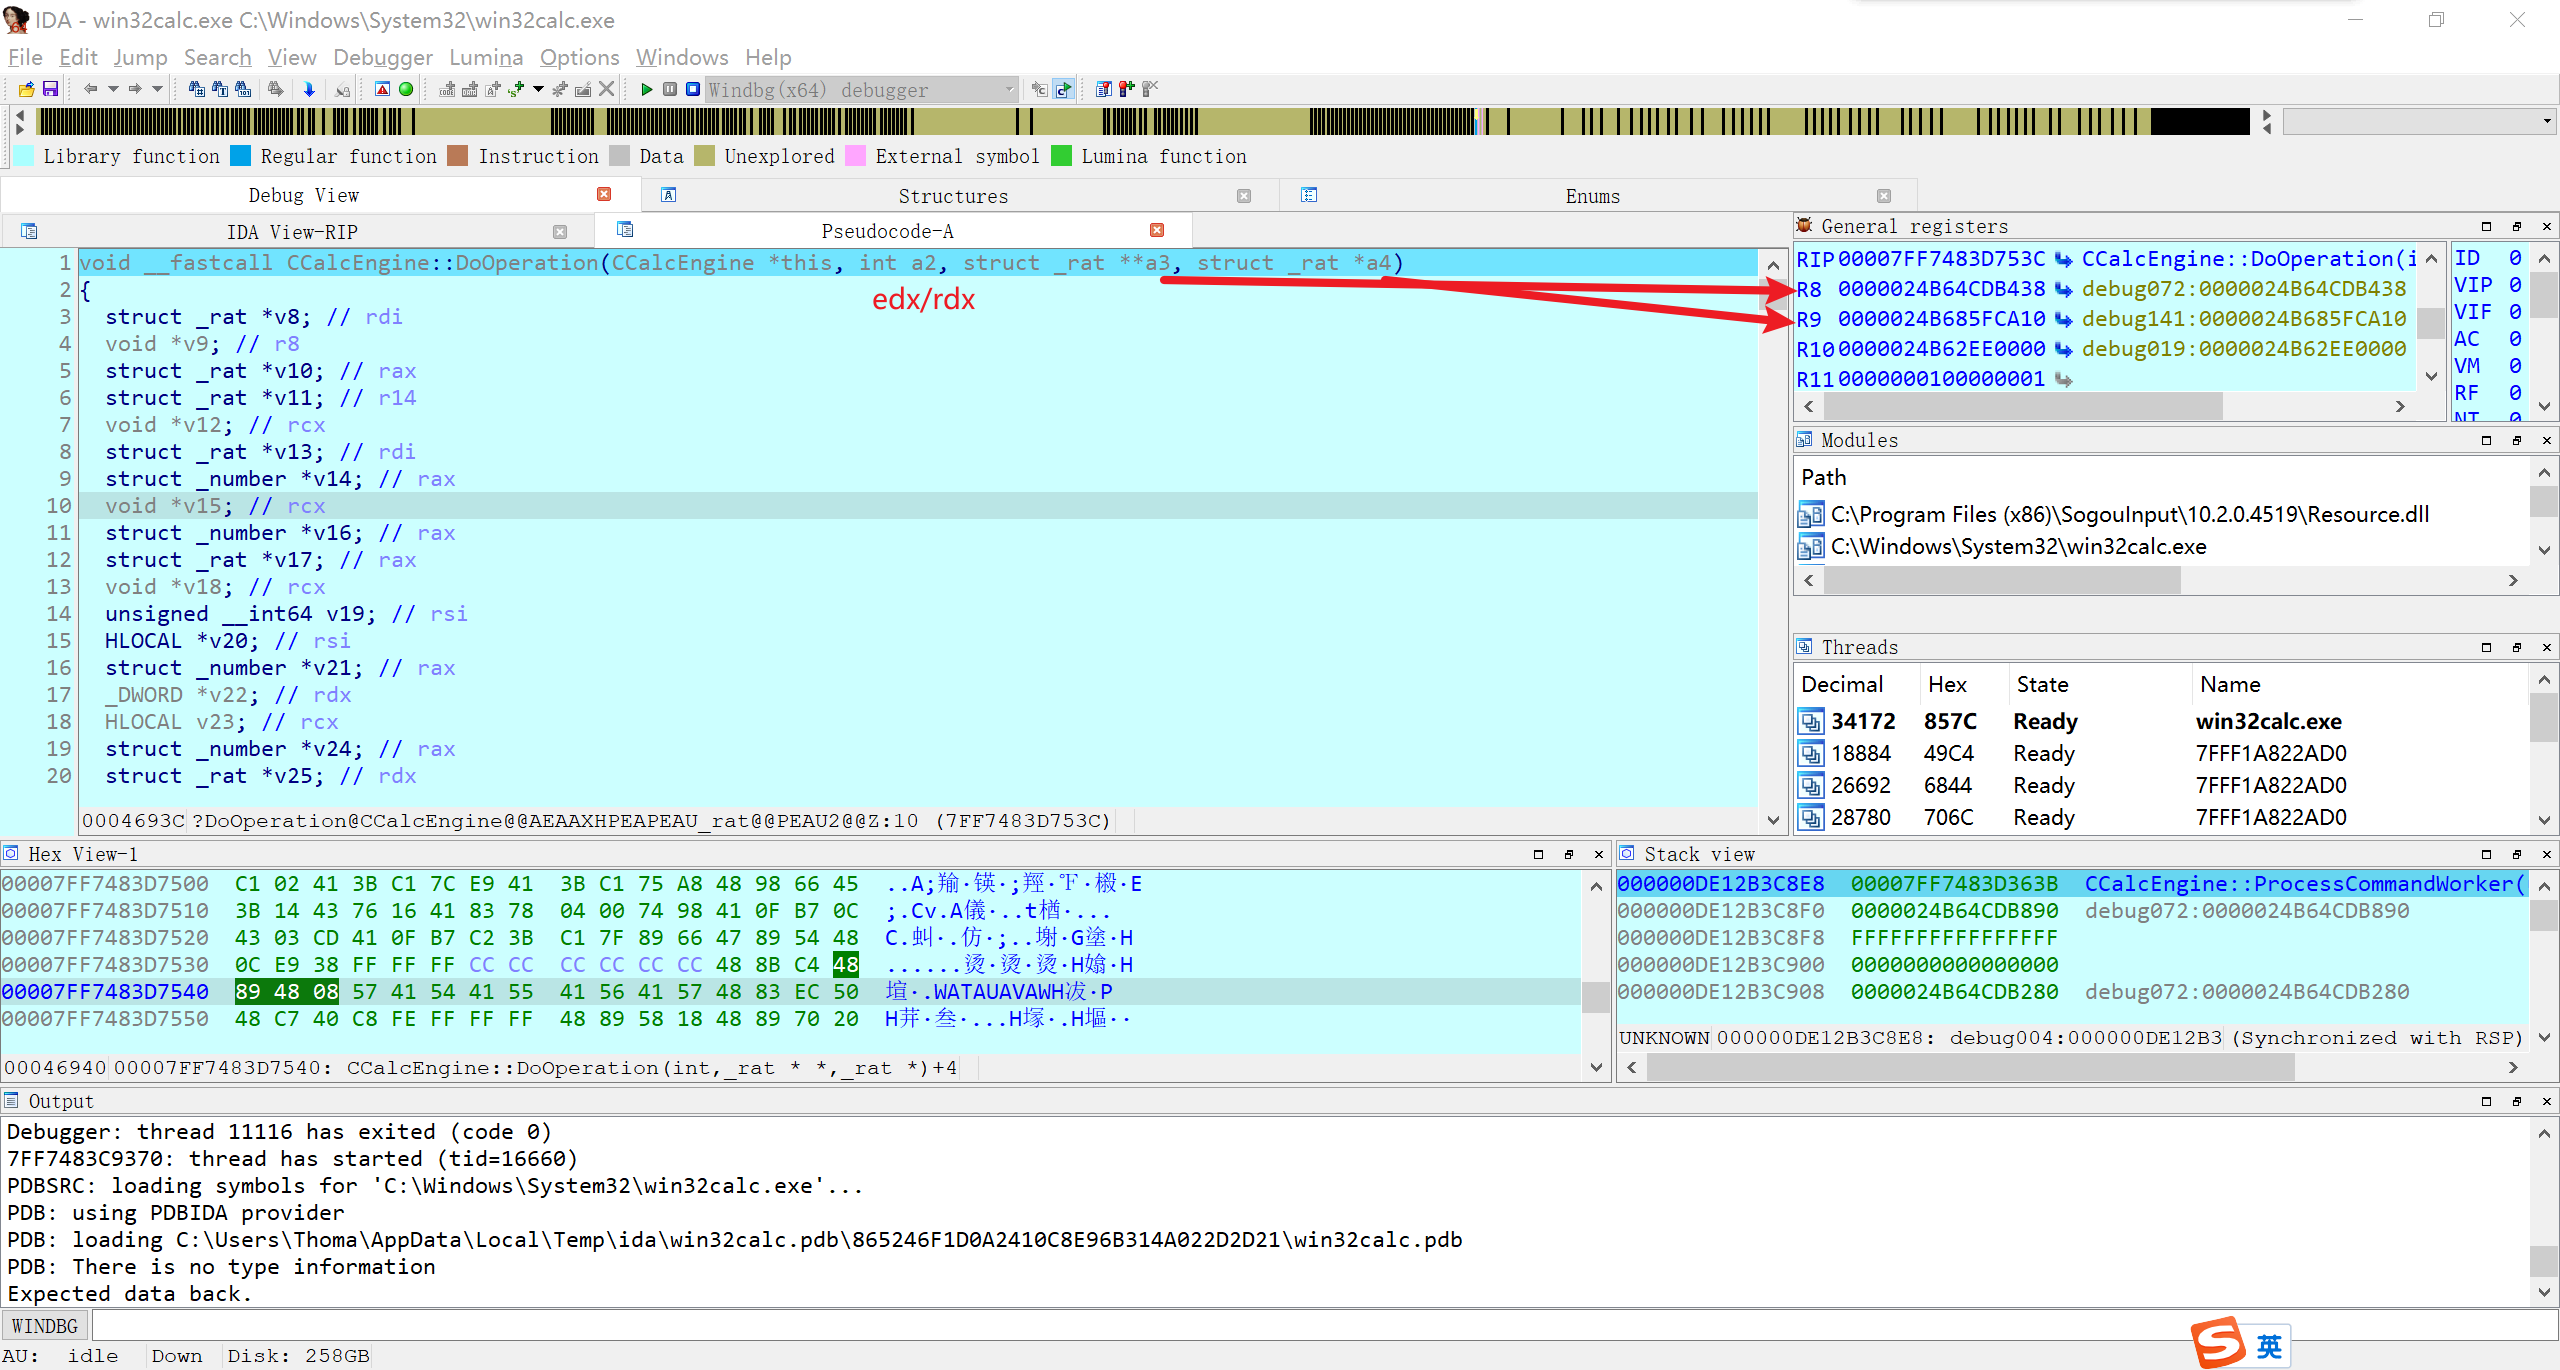 IDA - win32calc.exe C:\Windows\System32\win32calc.exe
File Edit Jump Search View Debugger Lumina Options Windows Help
Windbg(x64) debugger
Library function Regular function Instruction Data Unexplored External symbol Lumina function
Debug View Structures Enums
IDA View-RIP Pseudocode-A
1 void __fastcall CCalcEngine::DoOperation(CCalcEngine *this, int a2, struct _rat **a3, struct _rat *a4)
2 {
edx/rdx
3 struct _rat *v8; // rdi
4 void *v9; // r8
5 struct _rat *v10; // rax
6 struct _rat *v11; // r14
7 void *v12; // rcx
8 struct _rat *v13; // rdi
9 struct _number *v14; // rax
10 void *v15; // rcx
11 struct _number *v16; // rax
12 struct _rat *v17; // rax
13 void *v18; // rcx
14 unsigned __int64 v19; // rsi
15 HLOCAL *v20; // rsi
16 struct _number *v21; // rax
17 _DWORD *v22; // rdx
18 HLOCAL v23; // rcx
19 struct _number *v24; // rax
20 struct _rat *v25; // rdx
0004693C ?DoOperation@CCalcEngine@@AEAAXHPEAPEAU_rat@@PEAU2@@Z:10 (7FF7483D753C)
General registers
RIP 00007FF7483D753C CCalcEngine::DoOperation(i
R8 0000024B64CDB438 debug072:0000024B64CDB438
R9 0000024B685FCA10 debug141:0000024B685FCA10
R10 0000024B62EE0000 debug019:0000024B62EE0000
R11 0000000100000001
ID 0
VIP 0
VIF 0
AC 0
VM 0
RF 0
NT 0
Modules
Path
C:\Program Files (x86)\SogouInput\10.2.0.4519\Resource.dll
C:\Windows\System32\win32calc.exe
Threads
Decimal Hex State Name
34172 857C Ready win32calc.exe
18884 49C4 Ready 7FFF1A822AD0
26692 6844 Ready 7FFF1A822AD0
28780 706C Ready 7FFF1A822AD0
Hex View-1
00007FF7483D7500 C1 02 41 3B C1 7C E9 41 3B C1 75 A8 48 98 66 45
00007FF7483D7510 3B 14 43 76 16 41 83 78 04 00 74 98 41 0F B7 0C
00007FF7483D7520 43 03 CD 41 0F B7 C2 3B C1 7F 89 66 47 89 54 48
00007FF7483D7530 0C E9 38 FF FF FF CC CC CC CC CC CC 48 8B C4 48
00007FF7483D7540 89 48 08 57 41 54 41 55 41 56 41 57 48 83 EC 50
00007FF7483D7550 48 C7 40 C8 FE FF FF FF 48 89 58 18 48 89 70 20
00046940 00007FF7483D7540: CCalcEngine::DoOperation(int,_rat * *,_rat *)+4
Stack view
000000DE12B3C8E8 00007FF7483D363B CCalcEngine::ProcessCommandWorker(
000000DE12B3C8F0 0000024B64CDB890 debug072:0000024B64CDB890
000000DE12B3C8F8 FFFFFFFFFFFFFFFF
000000DE12B3C900 0000000000000000
000000DE12B3C908 0000024B64CDB280 debug072:0000024B64CDB280
UNKNOWN 000000DE12B3C8E8: debug004:000000DE12B3 (Synchronized with RSP)
Output
Debugger: thread 11116 has exited (code 0)
7FF7483C9370: thread has started (tid=16660)
PDBSRC: loading symbols for 'C:\Windows\System32\win32calc.exe'...
PDB: using PDBIDA provider
PDB: loading C:\Users\Thoma\AppData\Local\Temp\ida\win32calc.pdb\865246F1D0A2410C8E96B314A022D2D21\win32calc.pdb
PDB: There is no type information
Expected data back.
WINDBG
AU: idle Down Disk: 258GB
S 英